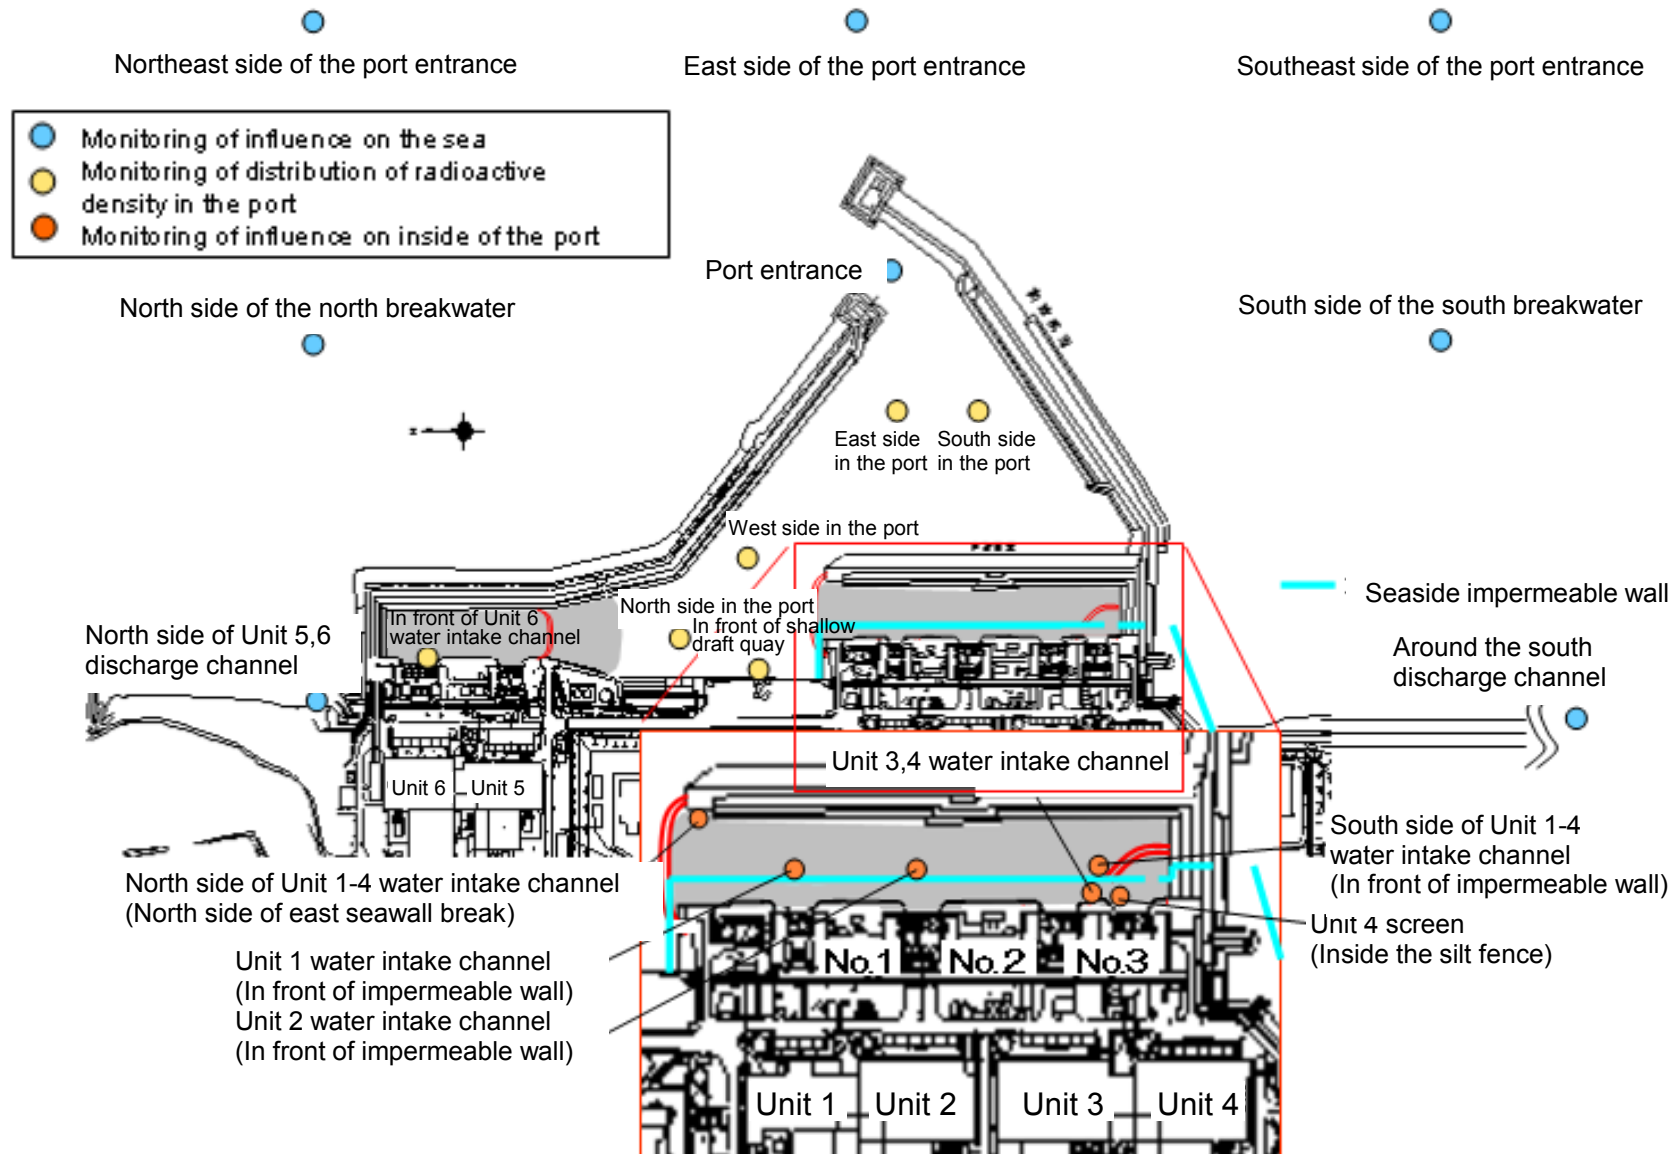 Northeast side of the port entrance
East side of the port entrance
Southeast side of the port entrance
Monitoring of influence on the sea
Monitoring of distribution of radioactive
density in the port
Monitoring of influence on inside of the port
Port entrance
North side of the north breakwater
South side of the south breakwater
East side
in the port
South side
in the port
West side in the port
Seaside impermeable wall
In front of Unit 6
water intake channel
North side in the port
In front of shallow
draft quay
North side of Unit 5,6
discharge channel
Around the south
discharge channel
Unit 3,4 water intake channel
Unit 6
Unit 5
South side of Unit 1-4
water intake channel
(In front of impermeable wall)
North side of Unit 1-4 water intake channel
(North side of east seawall break)
Unit 4 screen
(Inside the silt fence)
Unit 1 water intake channel
(In front of impermeable wall)
Unit 2 water intake channel
(In front of impermeable wall)
No.1
No.2
No.3
Unit 1
Unit 2
Unit 3
Unit 4